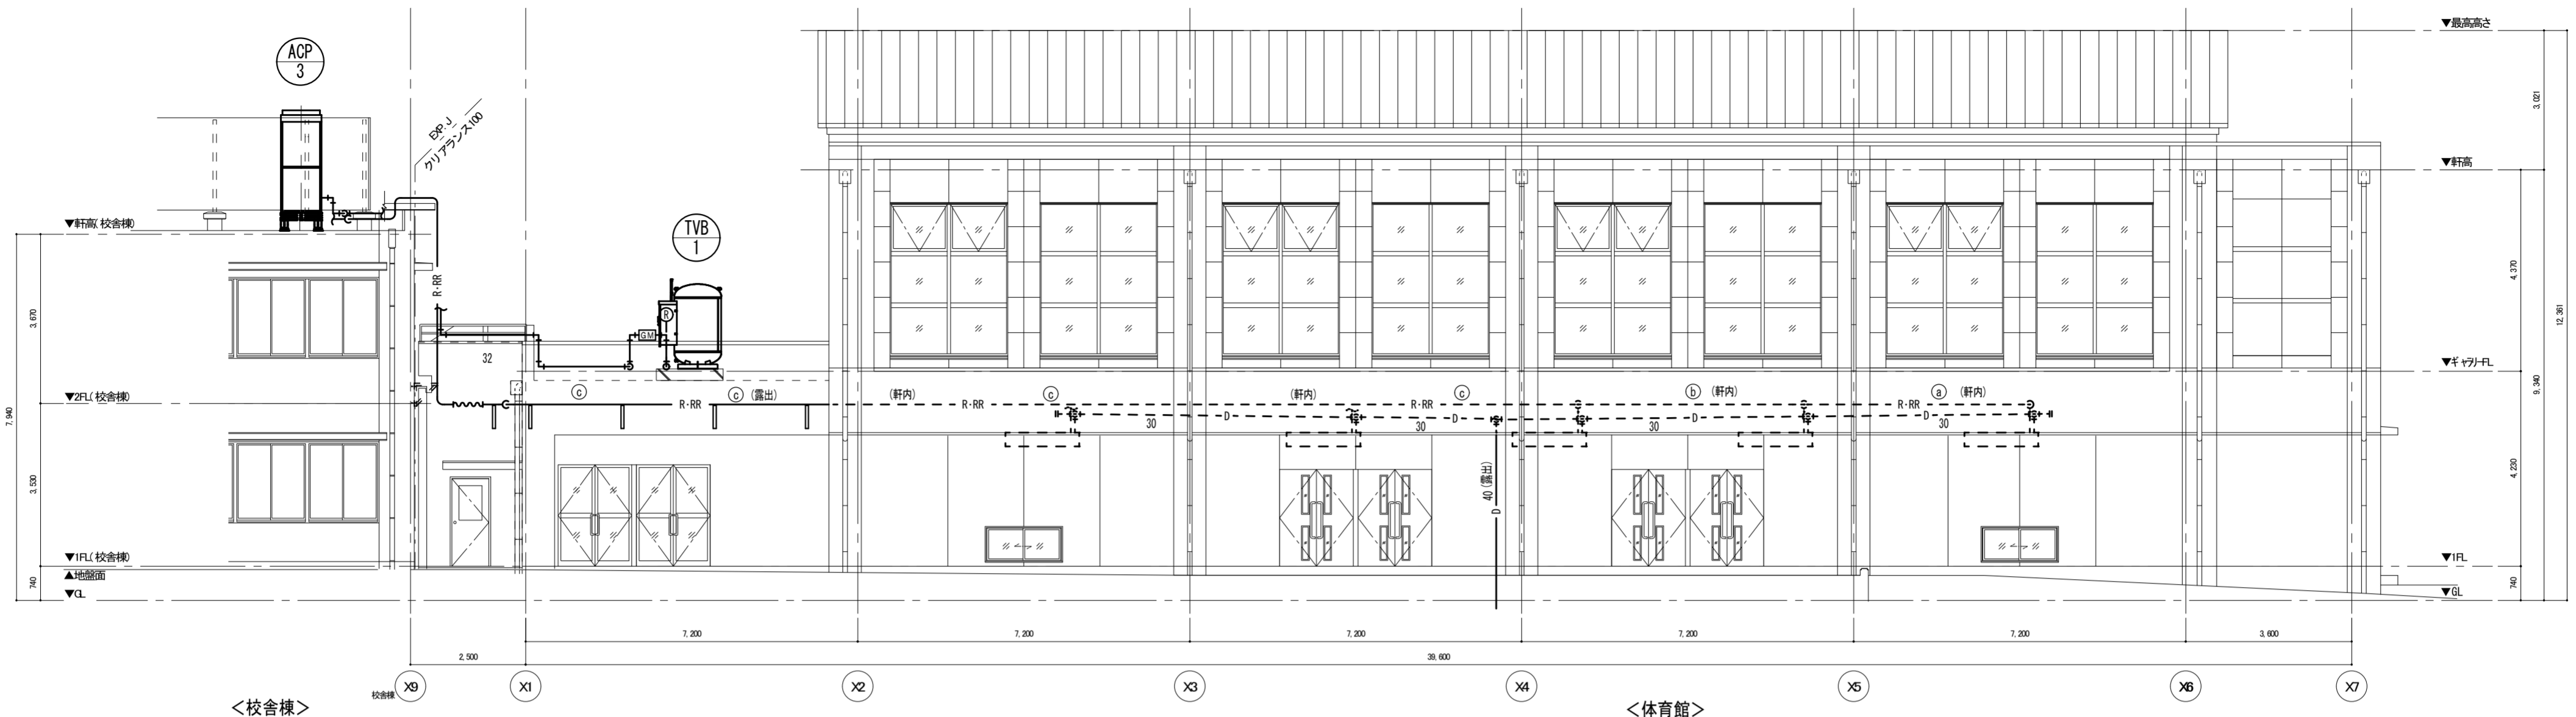 ACP
3
EXP.J
クリアランス100
▼最高高さ
3,021
▼軒高
▼軒高(校舎棟)
TVB
1
R・RR
R
GM
32
4,370
12,361
3,670
▼ギャラリーFL
▼2FL(校舎棟)
ⓒ
ⓒ (露出)
(軒内)
ⓒ
(軒内)
ⓒ
ⓑ (軒内)
ⓐ (軒内)
R・RR
R・RR
R・RR
R・RR
D
D
D
D
30
30
30
30
9,340
7,940
D 40(露出)
3,530
4,230
▼1FL(校舎棟)
▼1FL
▲地盤面
740
740
▼GL
▼GL
7,200
7,200
7,200
7,200
7,200
3,600
2,500
39,600
校舎棟
X9
X1
X2
X3
X4
X5
X6
X7
<校舎棟>
<体育館>